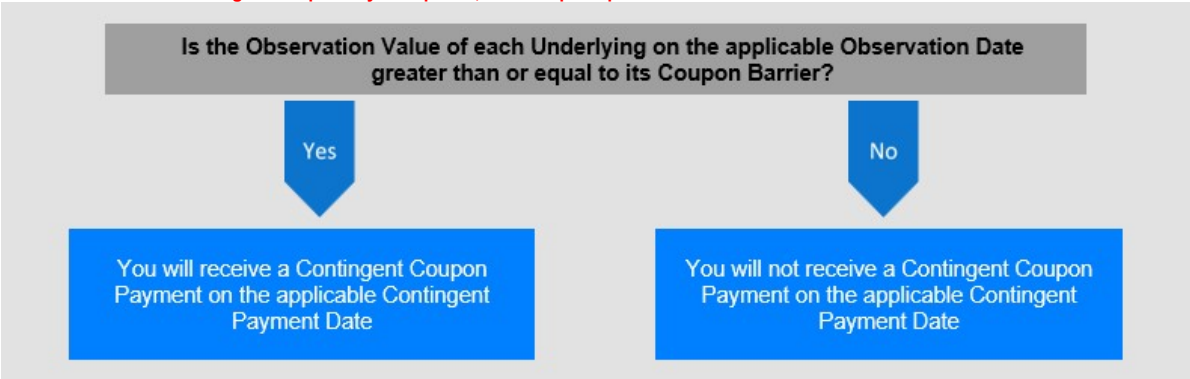 Is the Observation Value of each Underlying on the applicable Observation Date
greater than or equal to its Coupon Barrier?
Yes
No
You will receive a Contingent Coupon
Payment on the applicable Contingent
Payment Date
You will not receive a Contingent Coupon
Payment on the applicable Contingent
Payment Date